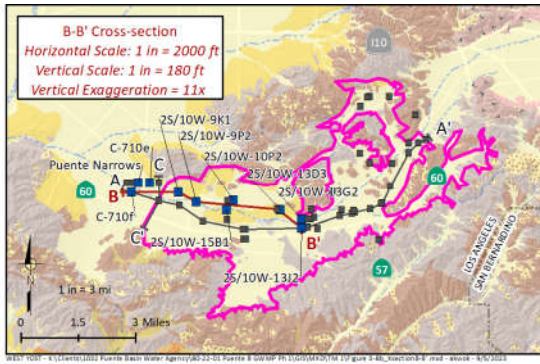 B-B' Cross-section
Horizontal Scale: 1 in = 2000 ft
Vertical Scale: 1 in = 180 ft
Vertical Exaggeration = 11x
I10
2S/10W-9K1
2S/10W-9P2
C-710e
2S/10W-10P2
A'
Puente Narrows
C
2S/10W-13D3
60
A
2S/10W-13G2
60
B
C-710f
B'
C'
2S/10W-15B1
LOS ANGELES
SAN BERNARDINO
2S/10W-13J2
57
N
1 in = 3 mi
0 1.5 3 Miles